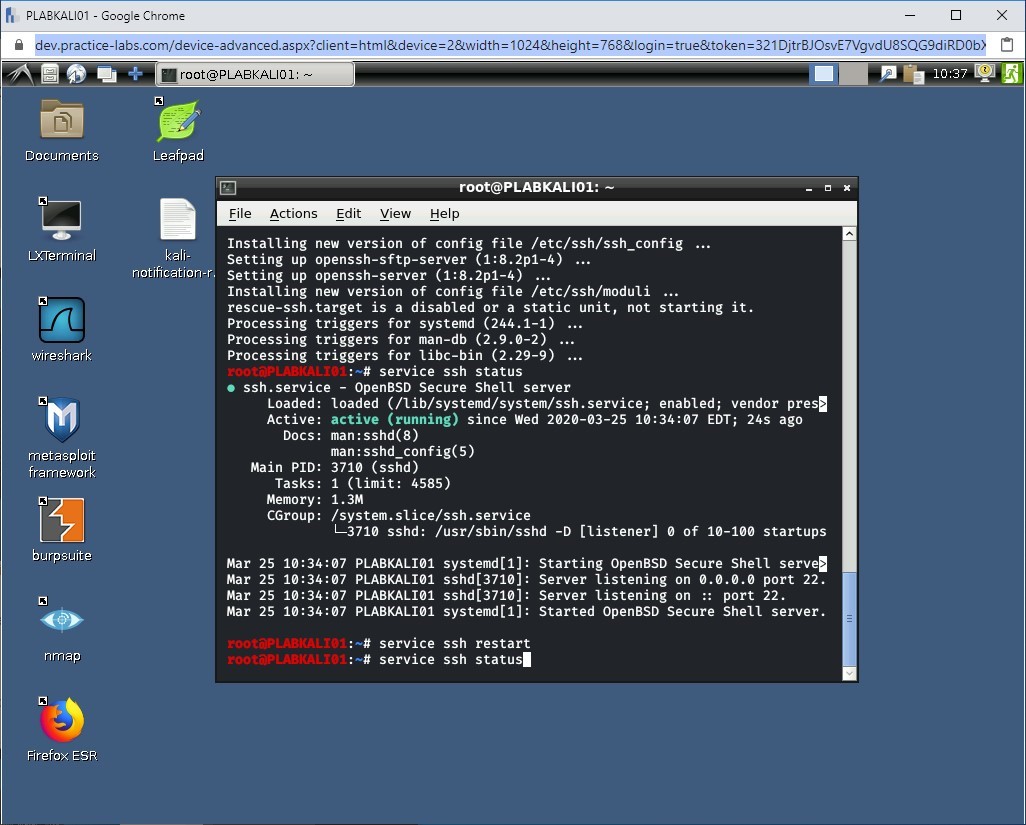 PLABKALI01 - Google Chrome
dev.practice-labs.com/device-advanced.aspx?client=html&device=2&width=1024&height=768&login=true&token=321DjtrBJOsvE7VgvdU8SQG9diRD0bX
root@PLABKALI01: ~
10:37
Documents
Leafpad
LXTerminal
kali-
notification-r.
wireshark
metasploit
framework
burpsuite
nmap
Firefox ESR
root@PLABKALI01: ~
File Actions Edit View Help
Installing new version of config file /etc/ssh/ssh_config ...
Setting up openssh-sftp-server (1:8.2p1-4) ...
Setting up openssh-server (1:8.2p1-4) ...
Installing new version of config file /etc/ssh/moduli ...
rescue-ssh.target is a disabled or a static unit, not starting it.
Processing triggers for systemd (244.1-1) ...
Processing triggers for man-db (2.9.0-2) ...
Processing triggers for libc-bin (2.29-9) ...
root@PLABKALI01:~# service ssh status
● ssh.service - OpenBSD Secure Shell server
Loaded: loaded (/lib/systemd/system/ssh.service; enabled; vendor pres>
Active: active (running) since Wed 2020-03-25 10:34:07 EDT; 24s ago
Docs: man:sshd(8)
man:sshd_config(5)
Main PID: 3710 (sshd)
Tasks: 1 (limit: 4585)
Memory: 1.3M
CGroup: /system.slice/ssh.service
└─3710 sshd: /usr/sbin/sshd -D [listener] 0 of 10-100 startups
Mar 25 10:34:07 PLABKALI01 systemd[1]: Starting OpenBSD Secure Shell serve>
Mar 25 10:34:07 PLABKALI01 sshd[3710]: Server listening on 0.0.0.0 port 22.
Mar 25 10:34:07 PLABKALI01 sshd[3710]: Server listening on :: port 22.
Mar 25 10:34:07 PLABKALI01 systemd[1]: Started OpenBSD Secure Shell server.
root@PLABKALI01:~# service ssh restart
root@PLABKALI01:~# service ssh status